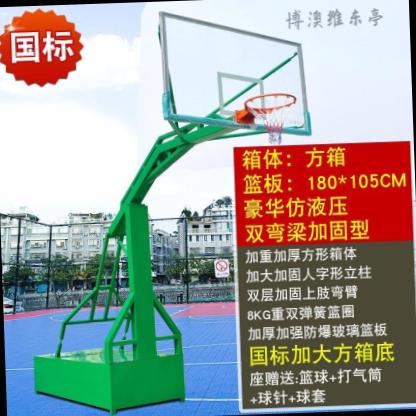 博澳维东亭
国标
箱体：方箱
篮板：180*105CM
豪华仿液压
双弯梁加固型
加重加厚方形箱体
加大加固人字形立柱
双层加固上肢弯臂
8KG重双弹簧篮圈
加厚加强防爆玻璃篮板
国标加大方箱底
座赠送:篮球+打气筒
+球针+球套